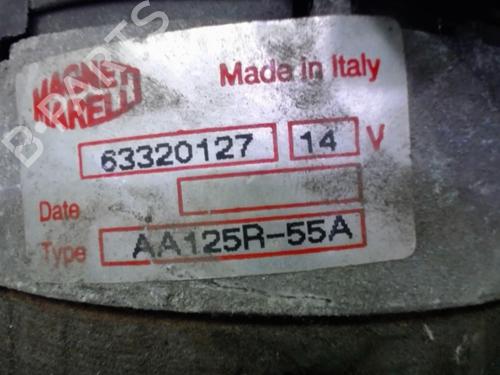 MAGNETI
MARELLI
Made in Italy
63320127 14 V
Date
Type AA125R-55A
B-PARTS